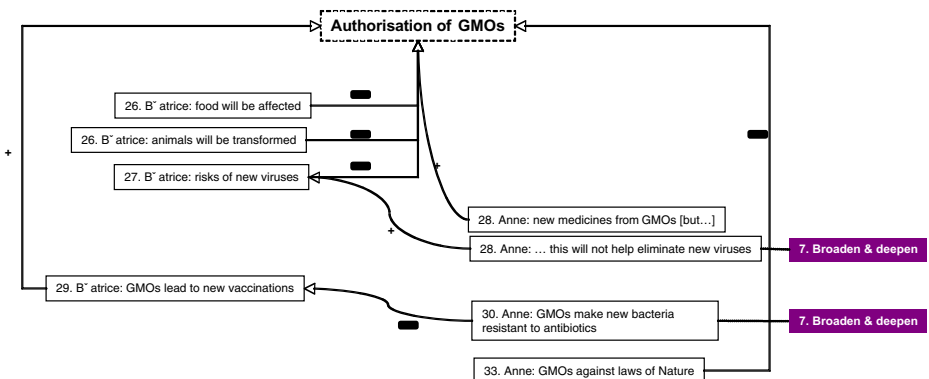 Authorisation of GMOs
26. B˘ atrice: food will be affected
26. B˘ atrice: animals will be transformed
+
27. B˘ atrice: risks of new viruses
+
28. Anne: new medicines from GMOs [but...]
+
28. Anne: ... this will not help eliminate new viruses
7. Broaden & deepen
29. B˘ atrice: GMOs lead to new vaccinations
30. Anne: GMOs make new bacteria
resistant to antibiotics
7. Broaden & deepen
33. Anne: GMOs against laws of Nature